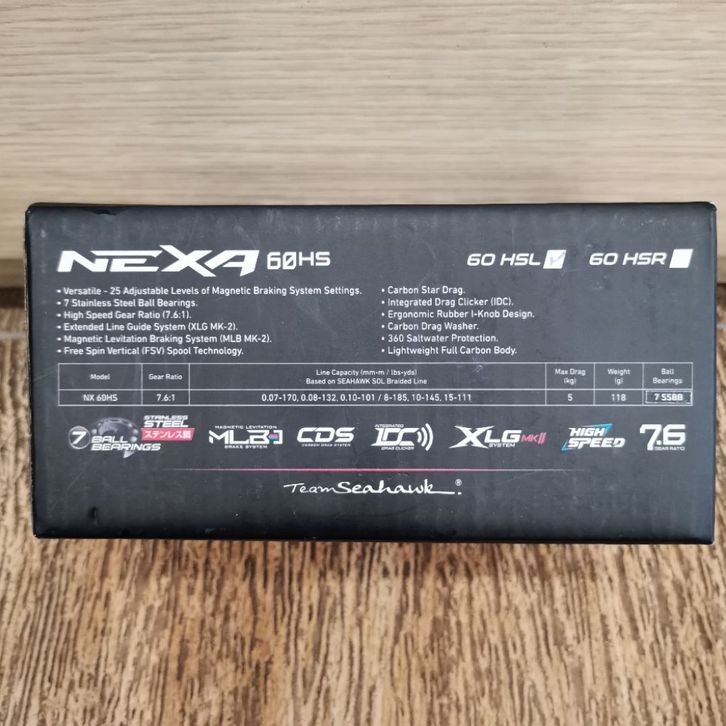 NEXA 60HS 60 HSL 60 HSR
• Versatile - 25 Adjustable Levels of Magnetic Braking System Settings.
• 7 Stainless Steel Ball Bearings.
• High Speed Gear Ratio (7.6:1).
• Extended Line Guide System (XLG MK-2).
• Magnetic Levitation Braking System (MLB MK-2).
• Free Spin Vertical (FSV) Spool Technology.
• Carbon Star Drag.
• Integrated Drag Clicker (IDC).
• Ergonomic Rubber I-Knob Design.
• Carbon Drag Washer.
• 360 Saltwater Protection.
• Lightweight Full Carbon Body.
Model Gear Ratio Line Capacity (mm-m / lbs-yds) Based on SEAHAWK SOL Braided Line Max Drag (kg) Weight (g) Ball Bearings
NX 60HS 7.6:1 0.07-170, 0.08-132, 0.10-101 / 8-185, 10-145, 15-111 5 118 7 SSBB
7 BALL BEARINGS
STAINLESS
STEEL
ステンレス鋼
MAGNETIC LEVITATION
MLB
BRAKE SYSTEM
CDS
CARBON DRAG SYSTEM
INTEGRATED
IDC
DRAG CLICKER
XLG MKII
SYSTEM
HIGH
SPEED
7.6
GEAR RATIO
TeamSeahawk.®